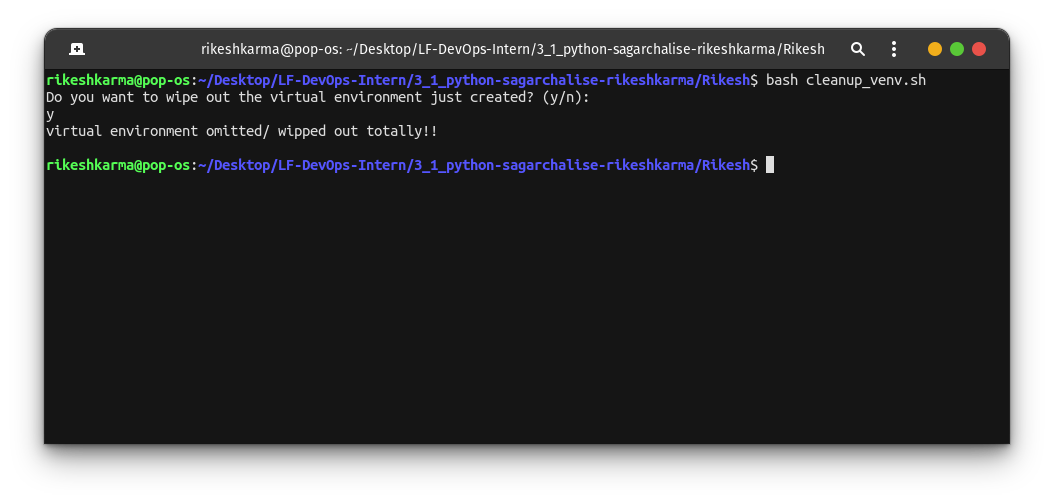 rikeshkarma@pop-os: ~/Desktop/LF-DevOps-Intern/3_1_python-sagarchalise-rikeshkarma/Rikesh
rikeshkarma@pop-os:~/Desktop/LF-DevOps-Intern/3_1_python-sagarchalise-rikeshkarma/Rikesh$ bash cleanup_venv.sh
Do you want to wipe out the virtual environment just created? (y/n):
y
virtual environment omitted/ wipped out totally!!
rikeshkarma@pop-os:~/Desktop/LF-DevOps-Intern/3_1_python-sagarchalise-rikeshkarma/Rikesh$